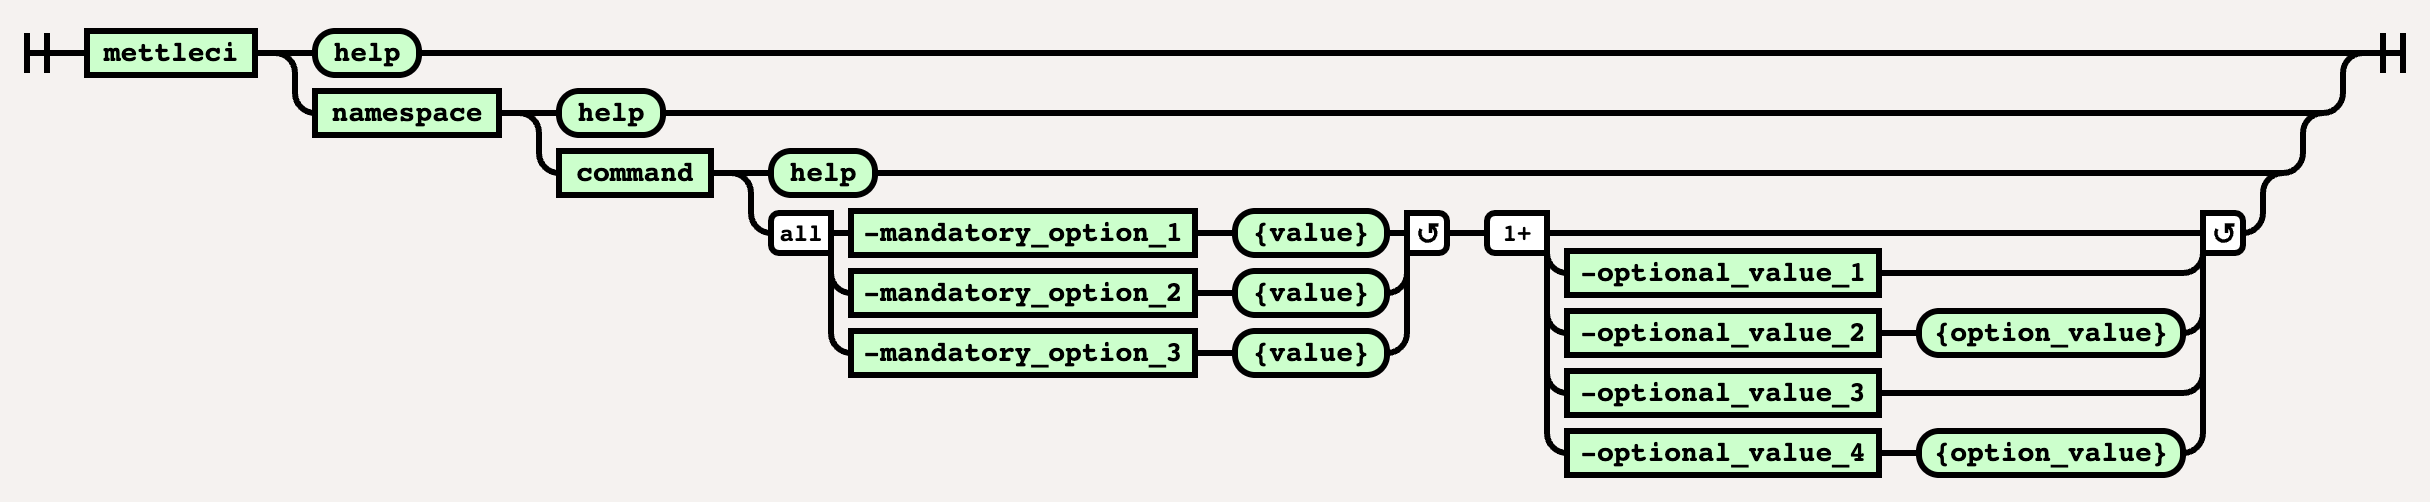 mettleci help
namespace help
command help
all -mandatory_option_1 {value} ↺ 1+ ↺
-optional_value_1
-mandatory_option_2 {value}
-optional_value_2 {option_value}
-mandatory_option_3 {value}
-optional_value_3
-optional_value_4 {option_value}